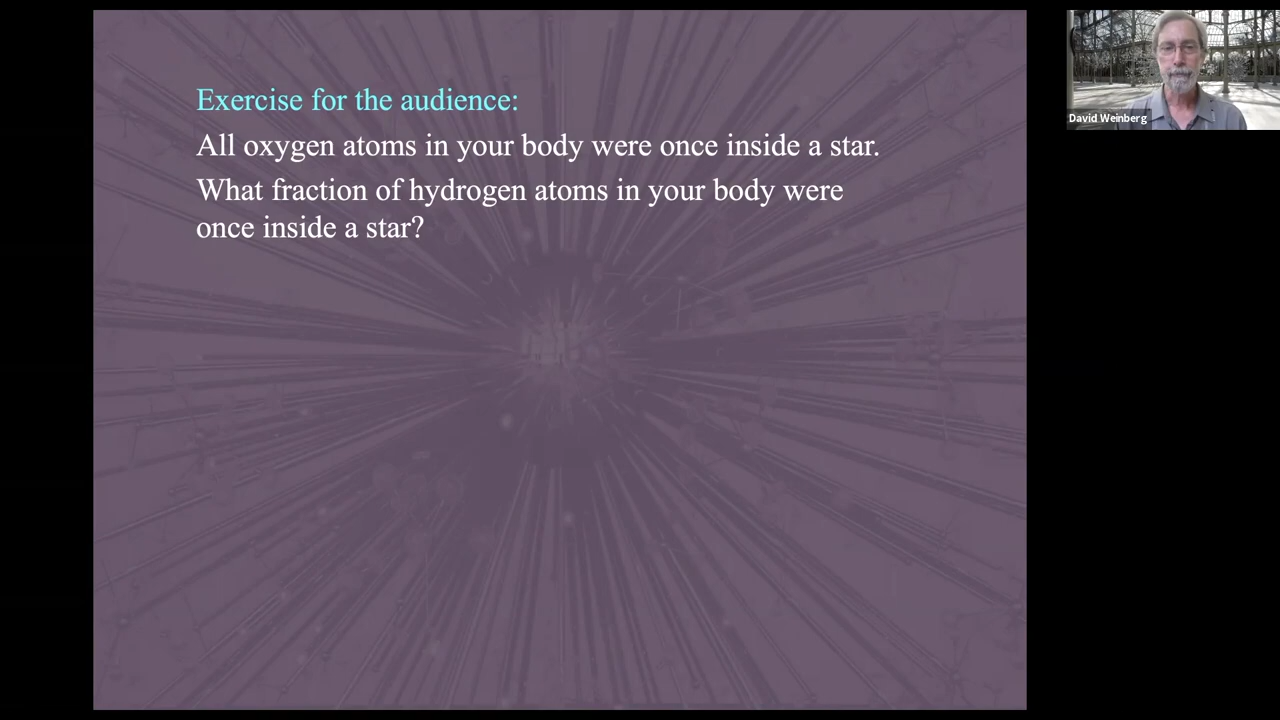 Exercise for the audience:
All oxygen atoms in your body were once inside a star.
What fraction of hydrogen atoms in your body were
once inside a star?
David Weinberg